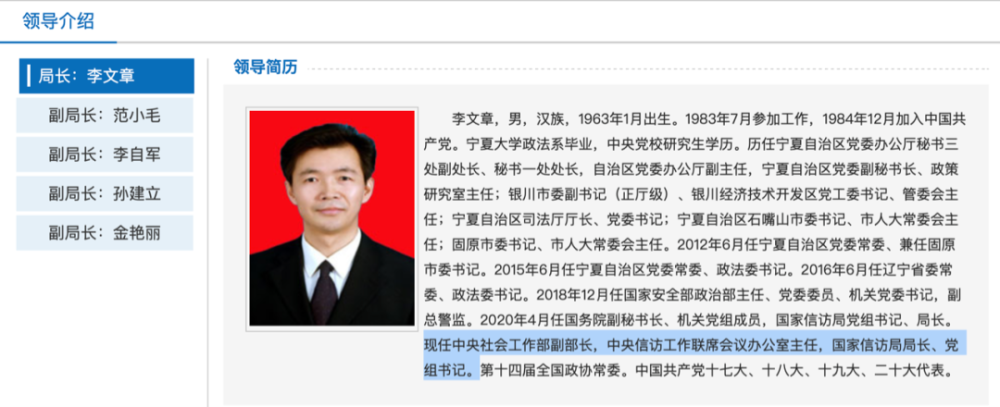 领导介绍
局长：李文章
副局长：范小毛
副局长：李自军
副局长：孙建立
副局长：金艳丽
领导简历
李文章，男，汉族，1963年1月出生。1983年7月参加工作，1984年12月加入中国共
产党。宁夏大学政法系毕业，中央党校研究生学历。历任宁夏自治区党委办公厅秘书三
处副处长、秘书一处处长，自治区党委办公厅副主任，宁夏自治区党委副秘书长、政策
研究室主任；银川市委副书记（正厅级）、银川经济技术开发区党工委书记、管委会主
任；宁夏自治区司法厅厅长、党委书记；宁夏自治区石嘴山市委书记、市人大常委会主
任；固原市委书记、市人大常委会主任。2012年6月任宁夏自治区党委常委、兼任固原
市委书记。2015年6月任宁夏自治区党委常委、政法委书记。2016年6月任辽宁省委常
委、政法委书记。2018年12月任国家安全部政治部主任、党委委员、机关党委书记，副
总警监。2020年4月任国务院副秘书长、机关党组成员，国家信访局党组书记、局长。
现任中央社会工作部副部长，中央信访工作联席会议办公室主任，国家信访局局长、党
组书记。第十四届全国政协常委。中国共产党十七大、十八大、十九大、二十大代表。